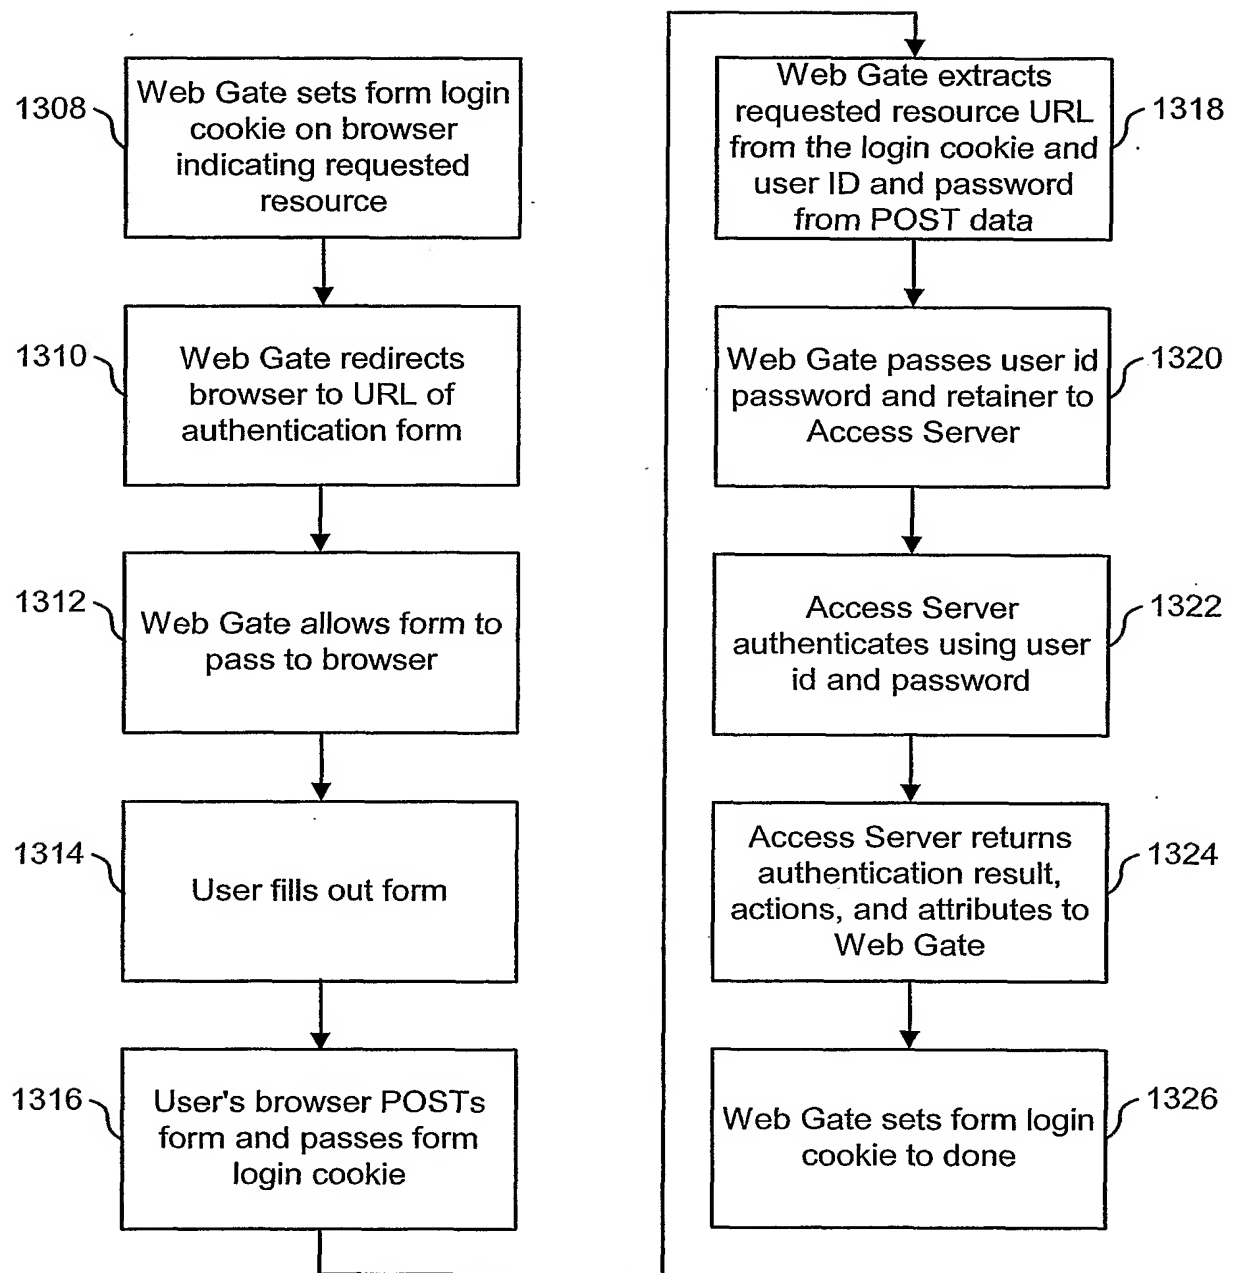 1308
Web Gate sets form login
cookie on browser
indicating requested
resource
1310
Web Gate redirects
browser to URL of
authentication form
1312
Web Gate allows form to
pass to browser
1314
User fills out form
1316
User's browser POSTs
form and passes form
login cookie
Web Gate extracts
requested resource URL
from the login cookie and
user ID and password
from POST data
1318
Web Gate passes user id
password and retainer to
Access Server
1320
Access Server
authenticates using user
id and password
1322
Access Server returns
authentication result,
actions, and attributes to
Web Gate
1324
Web Gate sets form login
cookie to done
1326